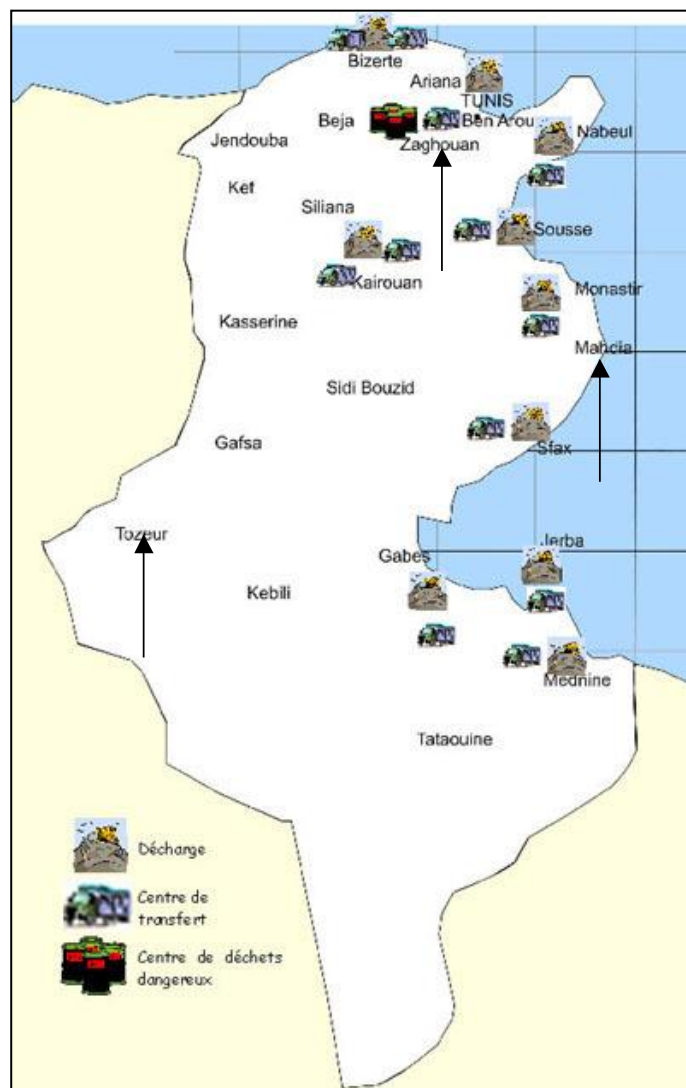 Bizerte
Ariana
TUNIS
Beja
Ben Arou
Nabeul
Jendouba
Zaghouan
Kef
Siliana
Sousse
Kairouan
Monastir
Kasserine
Mahdia
Sidi Bouzid
Gafsa
Sfax
Tozeur
Jerba
Gabes
Kebili
Mednine
Tataouine
Décharge
Centre de
transfert
Centre de déchets
dangereux